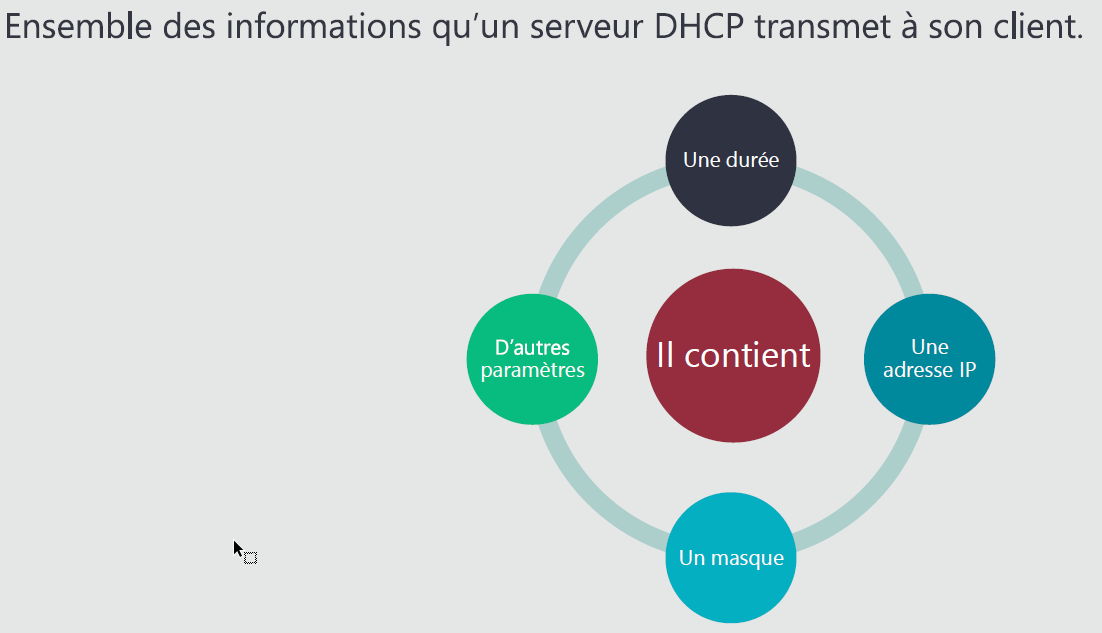 Ensemble des informations qu'un serveur DHCP transmet à son client.
Une durée
D'autres
paramètres
Il contient
Une
adresse IP
Un masque